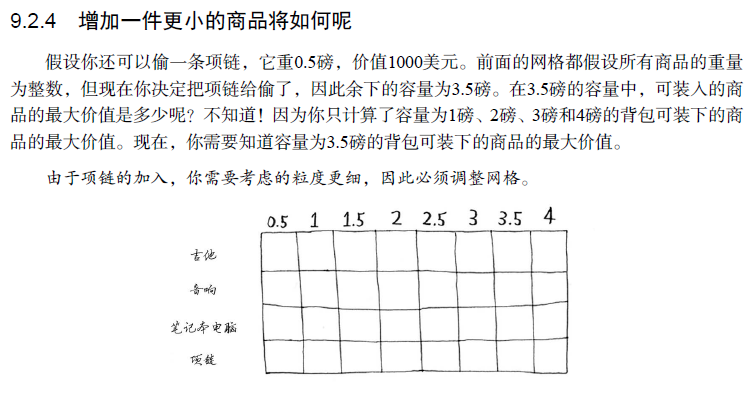 9.2.4 增加一件更小的商品将如何呢
假设你还可以偷一条项链，它重0.5磅，价值1000美元。前面的网格都假设所有商品的重量
为整数，但现在你决定把项链给偷了，因此余下的容量为3.5磅。在3.5磅的容量中，可装入的商
品的最大价值是多少呢？不知道！因为你只计算了容量为1磅、2磅、3磅和4磅的背包可装下的商
品的最大价值。现在，你需要知道容量为3.5磅的背包可装下的商品的最大价值。
由于项链的加入，你需要考虑的粒度更细，因此必须调整网格。
0.5 1 1.5 2 2.5 3 3.5 4
吉他
音响
笔记本电脑
项链